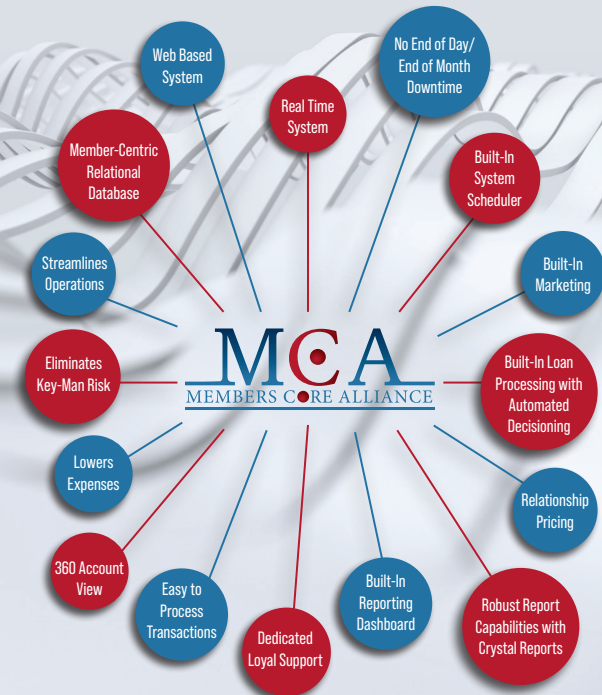 Web Based
System
No End of Day/
End of Month
Downtime
Real Time
System
Member-Centric
Relational
Database
Built-In
System
Scheduler
Streamlines
Operations
Built-In
Marketing
MCA
MEMBERS CORE ALLIANCE
Eliminates
Key-Man Risk
Built-In Loan
Processing with
Automated
Decisioning
Lowers
Expenses
Relationship
Pricing
360 Account
View
Easy to
Process
Transactions
Built-In
Reporting
Dashboard
Robust Report
Capabilities with
Crystal Reports
Dedicated
Loyal Support